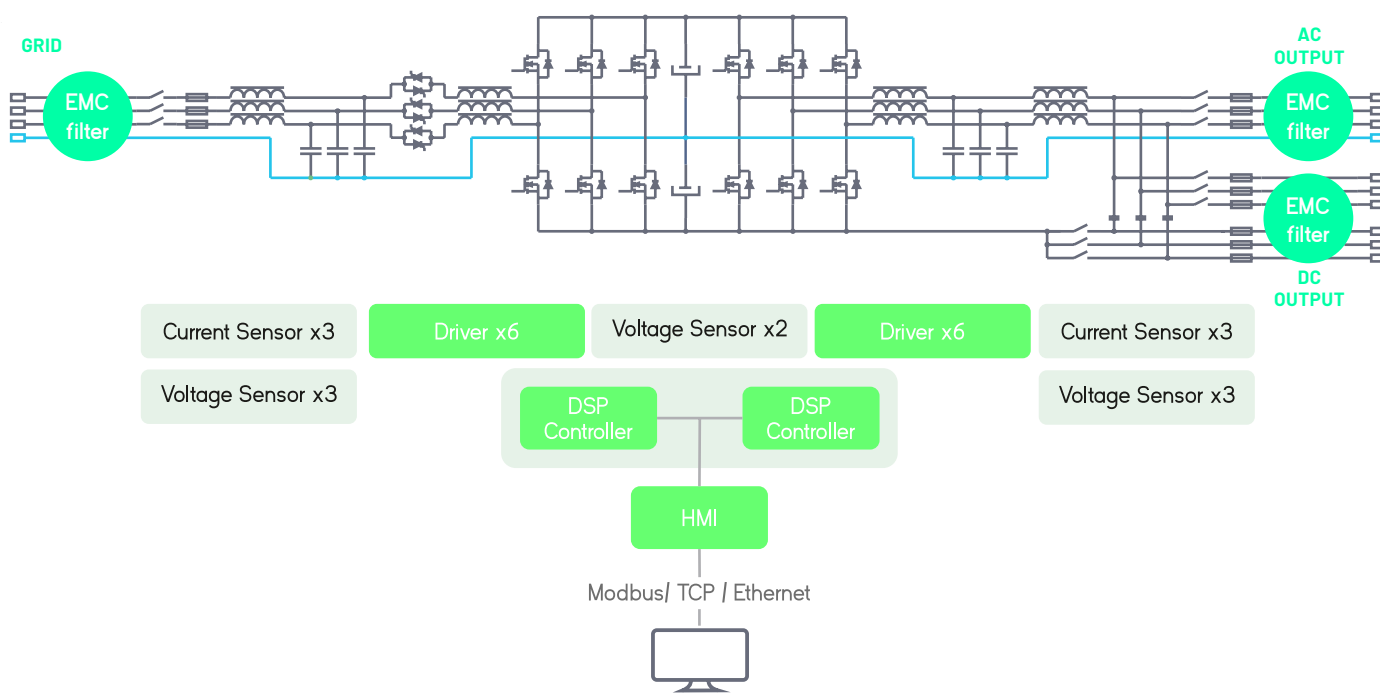 GRID
AC
OUTPUT
EMC
filter
EMC
filter
EMC
filter
DC
OUTPUT
Current Sensor x3
Driver x6
Voltage Sensor x2
Driver x6
Current Sensor x3
Voltage Sensor x3
Voltage Sensor x3
DSP
Controller
DSP
Controller
HMI
Modbus/ TCP / Ethernet